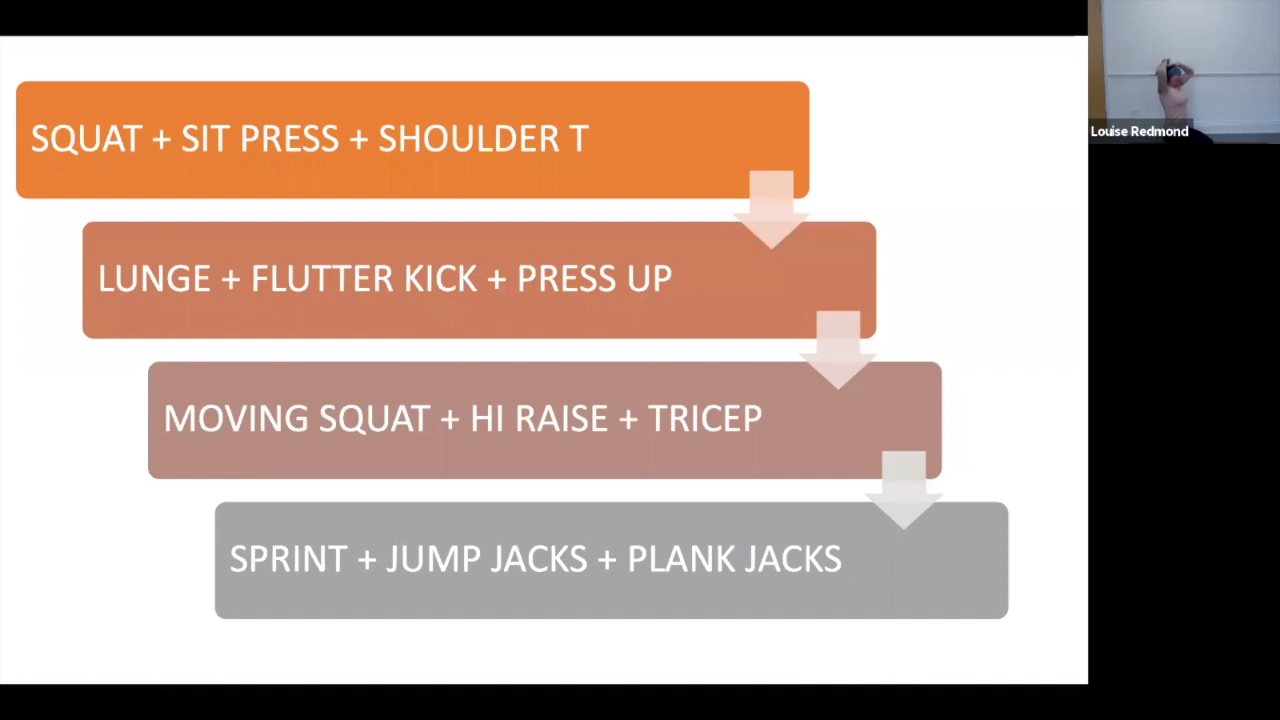 SQUAT + SIT PRESS + SHOULDER T
LUNGE + FLUTTER KICK + PRESS UP
MOVING SQUAT + HI RAISE + TRICEP
SPRINT + JUMP JACKS + PLANK JACKS
Louise Redmond